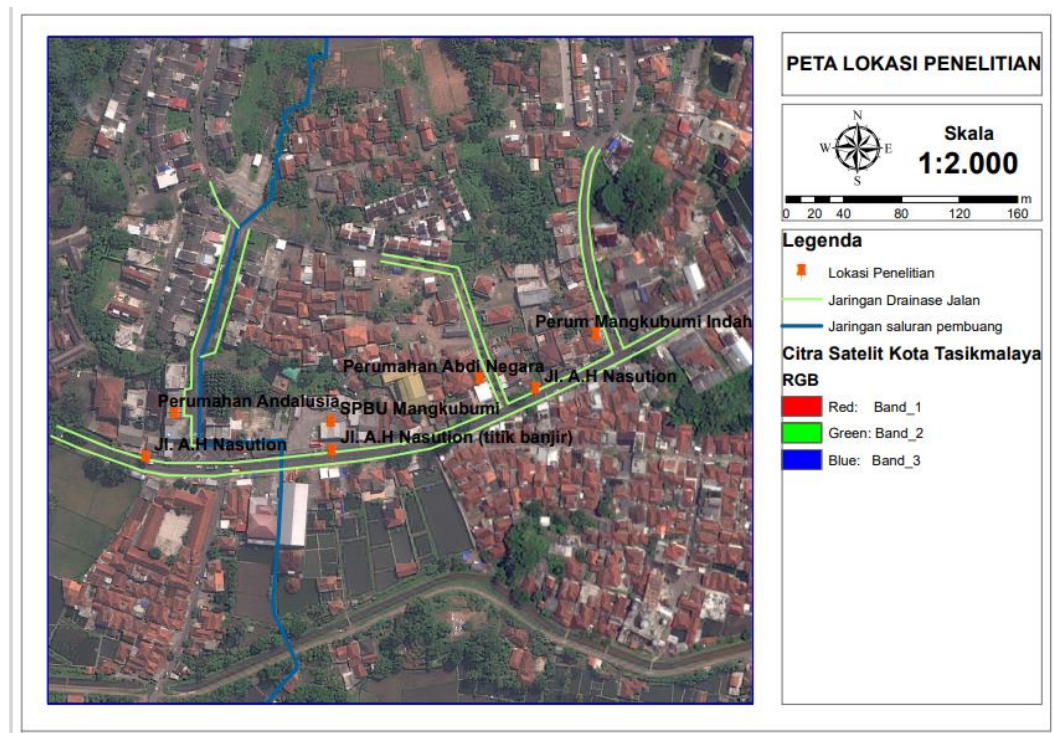 PETA LOKASI PENELITIAN
N
W E
S
Skala
1:2.000
m
0 20 40 80 120 160
Legenda
Lokasi Penelitian
Jaringan Drainase Jalan
Jaringan saluran pembuang
Citra Satelit Kota Tasikmalaya
RGB
Red: Band_1
Green: Band_2
Blue: Band_3
Perum Mangkubumi Indah
Perumahan Abdi Negara
Jl. A.H Nasution
Perumahan Andalusia
SPBU Mangkubumi
Jl. A.H Nasution
Jl. A.H Nasution (titik banjir)